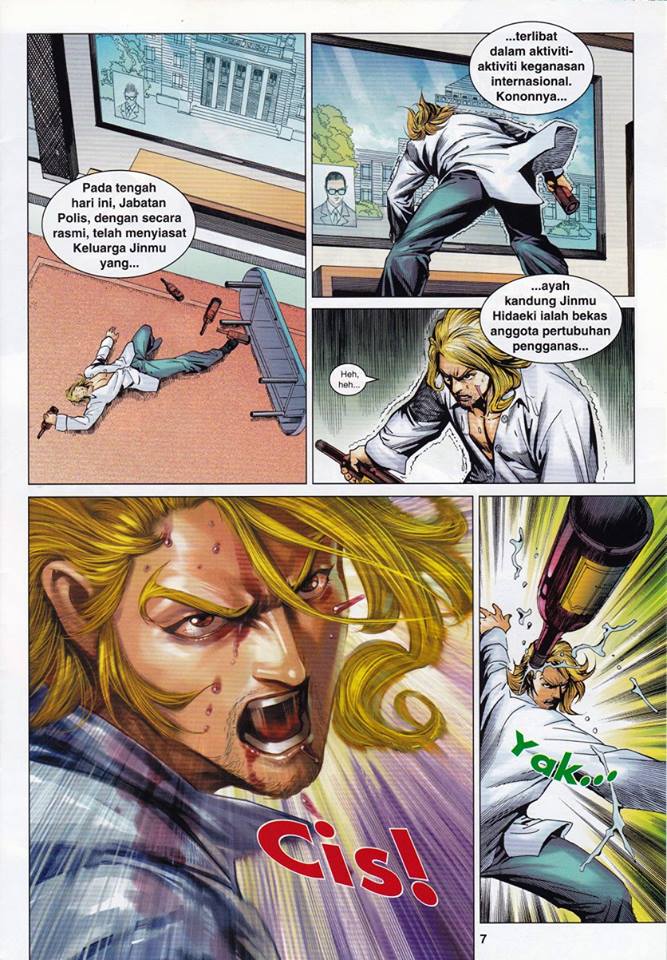 Pada tengah
hari ini, Jabatan
Polis, dengan secara
rasmi, telah menyiasat
Keluarga Jinmu
yang...
...terlibat
dalam aktiviti-
aktiviti keganasan
internasional.
Kononnya...
...ayah
kandung Jinmu
Hidaeki ialah bekas
anggota pertubuhan
pengganas...
Heh,
heh...
Cis!
Yak...
7